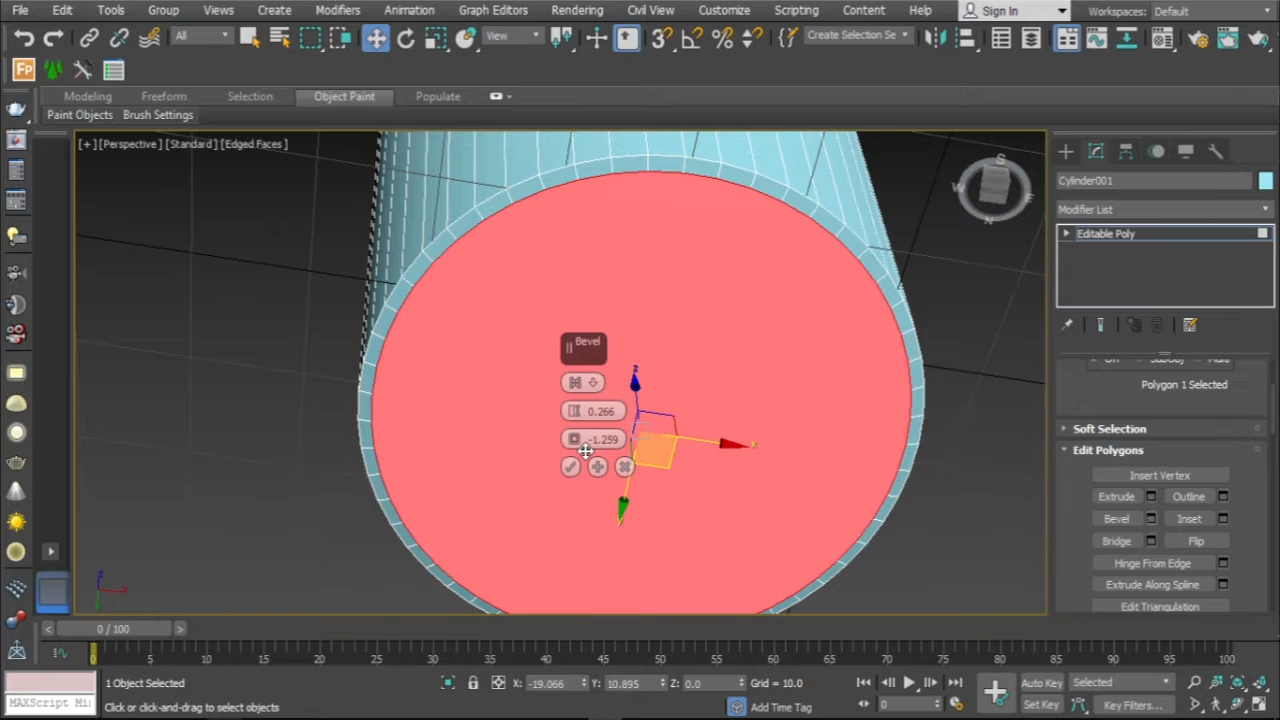 File Edit Tools Group Views Create Modifiers Animation Graph Editors Rendering Civil View Customize Scripting Content Help Sign In Workspaces: Default
All View Create Selection Se
Modeling Freeform Selection Object Paint Populate
Paint Objects Brush Settings
[+] [Perspective] [Standard] [Edged Faces]
S
W
E
N
Cylinder001
Modifier List
Editable Poly
Bevel
0.266
-1.259
z
x
y
Polygon 1 Selected
Soft Selection
Edit Polygons
Insert Vertex
Extrude Outline
Bevel Inset
Bridge Flip
Hinge From Edge
Extrude Along Spline
Edit Triangulation
z
0 / 100
0 5 10 15 20 25 30 35 40 45 50 55 60 65 70 75 80 85 90 95 100
1 Object Selected X: -19.066 Y: 10.895 Z: 0.0 Grid = 10.0 Auto Key Selected
MAXScript Mi Click or click-and-drag to select objects Add Time Tag 0 Set Key Key Filters...